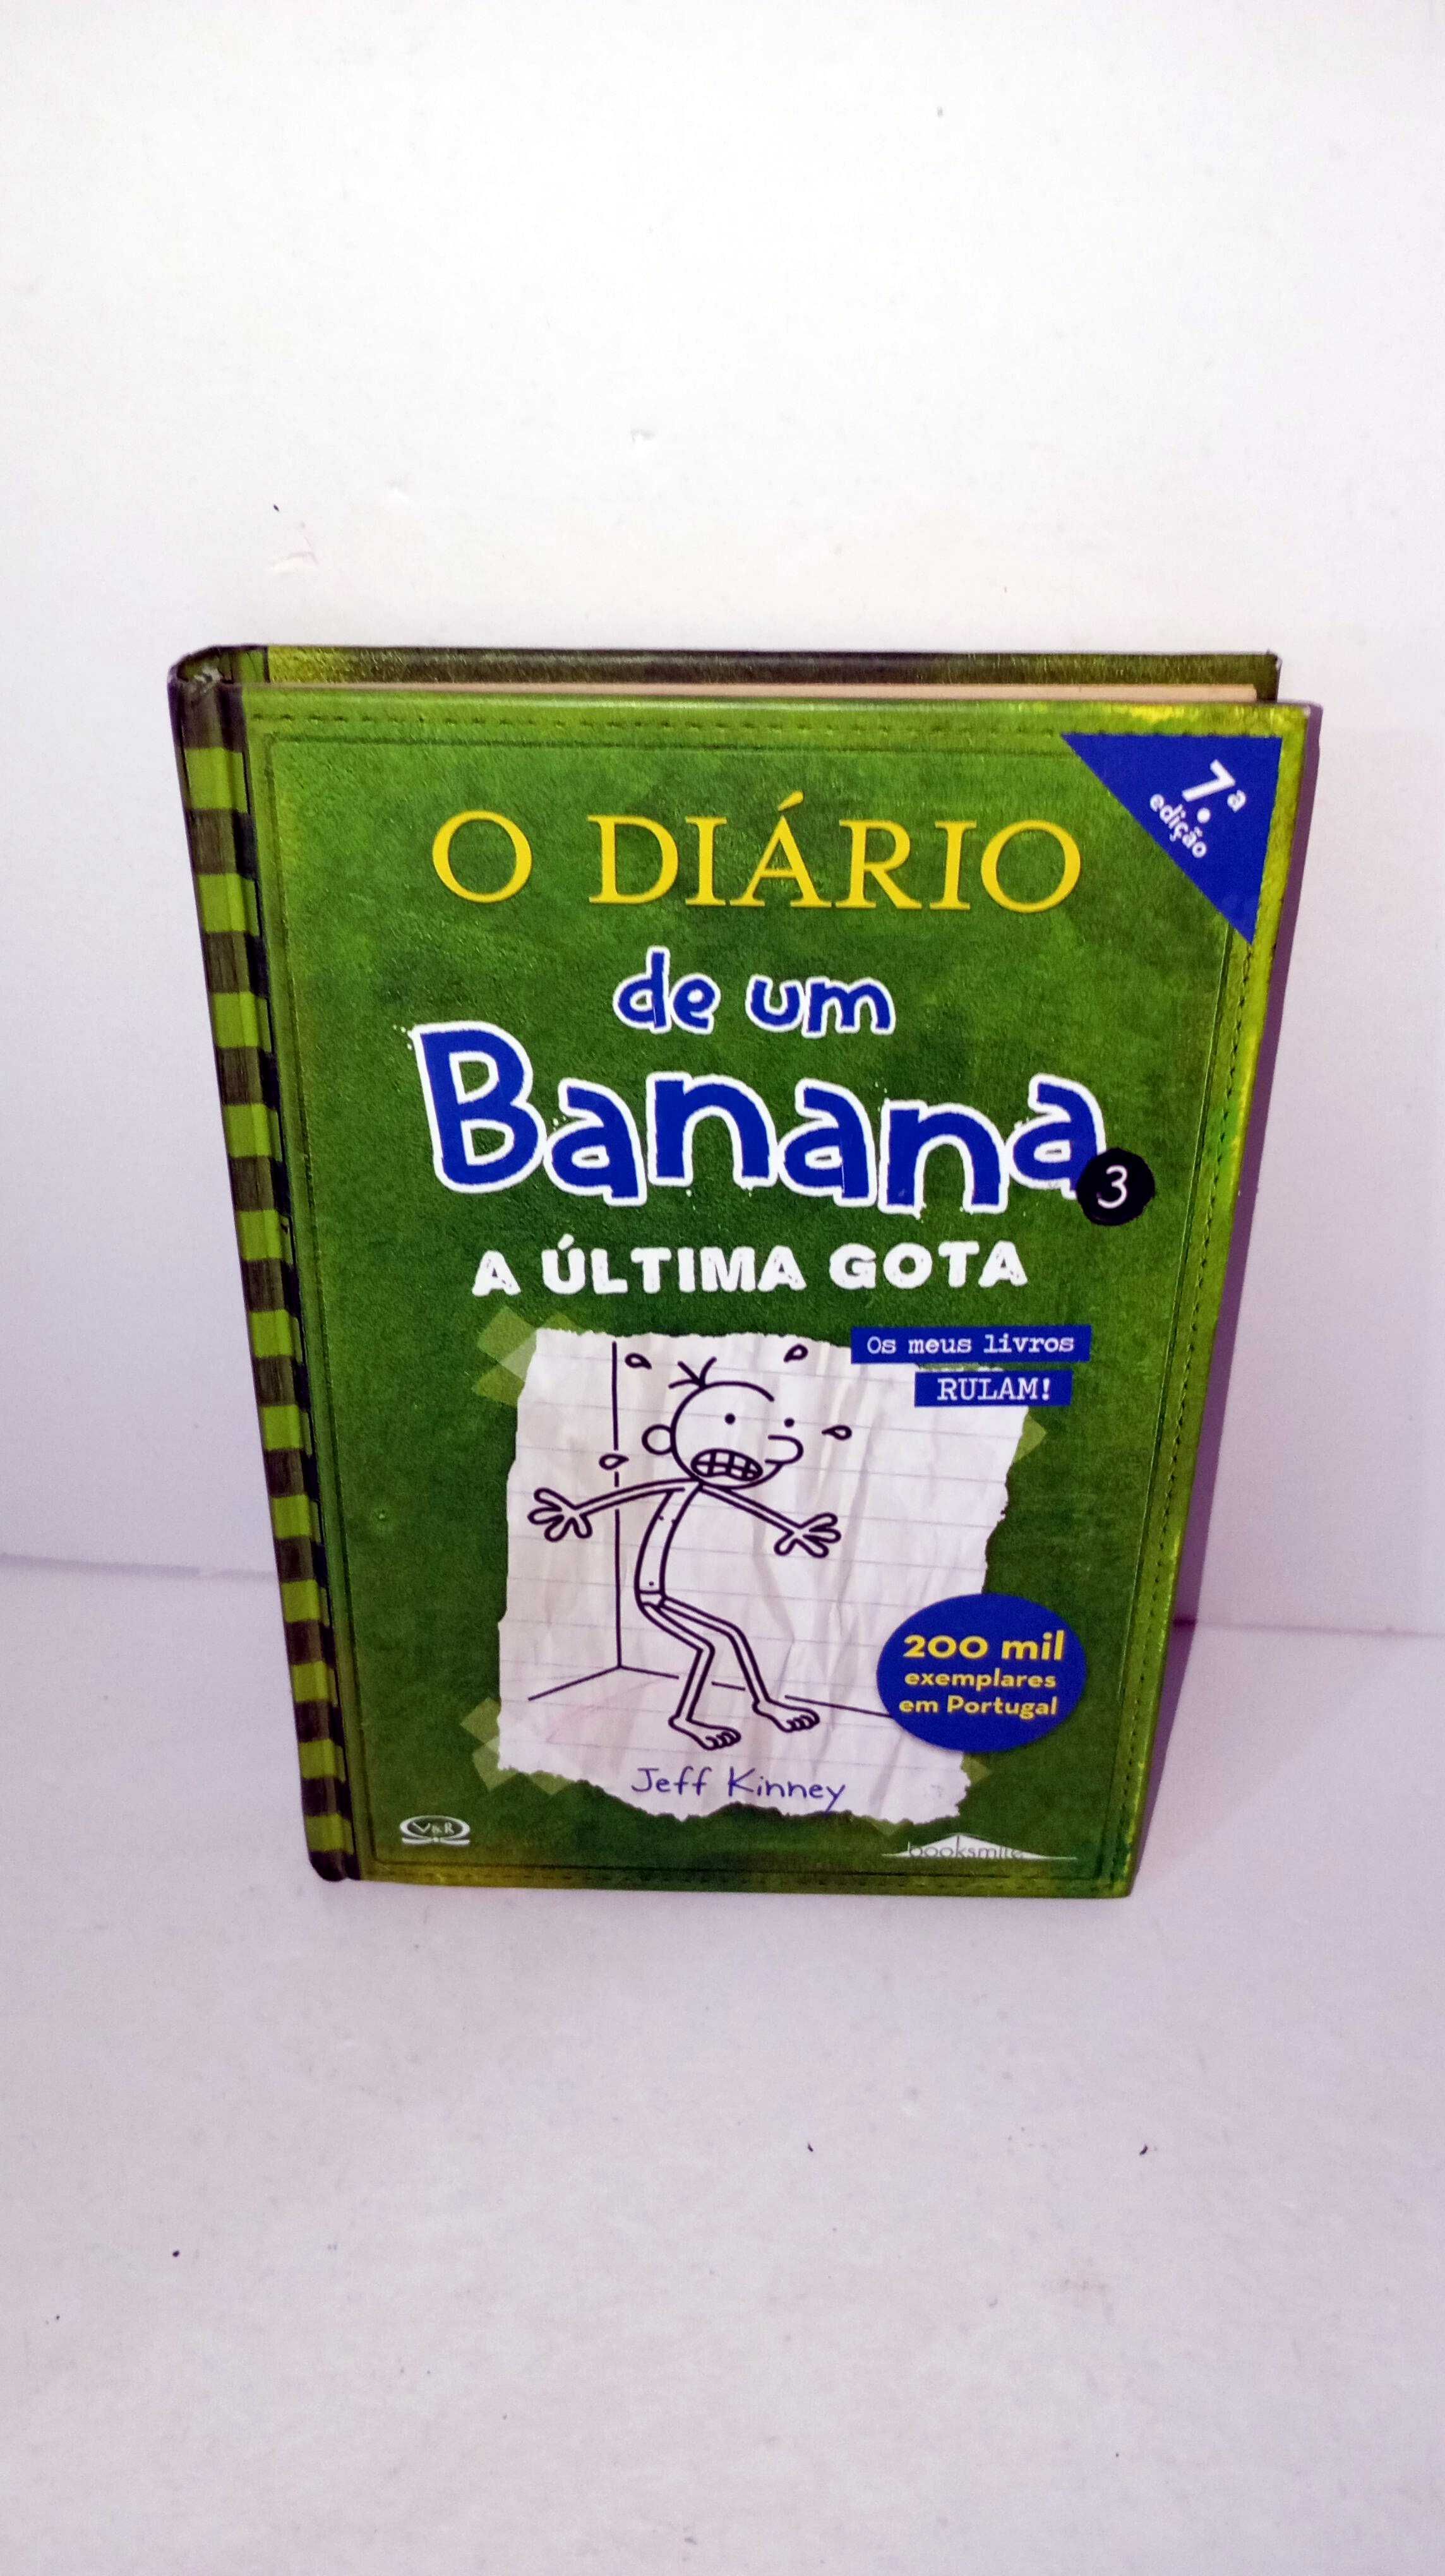 7.ª
edição
O DIÁRIO
de um
Banana
3
A ÚLTIMA GOTA
Os meus livros
RULAM!
200 mil
exemplares
em Portugal
Jeff Kinney
V&R
booksmile